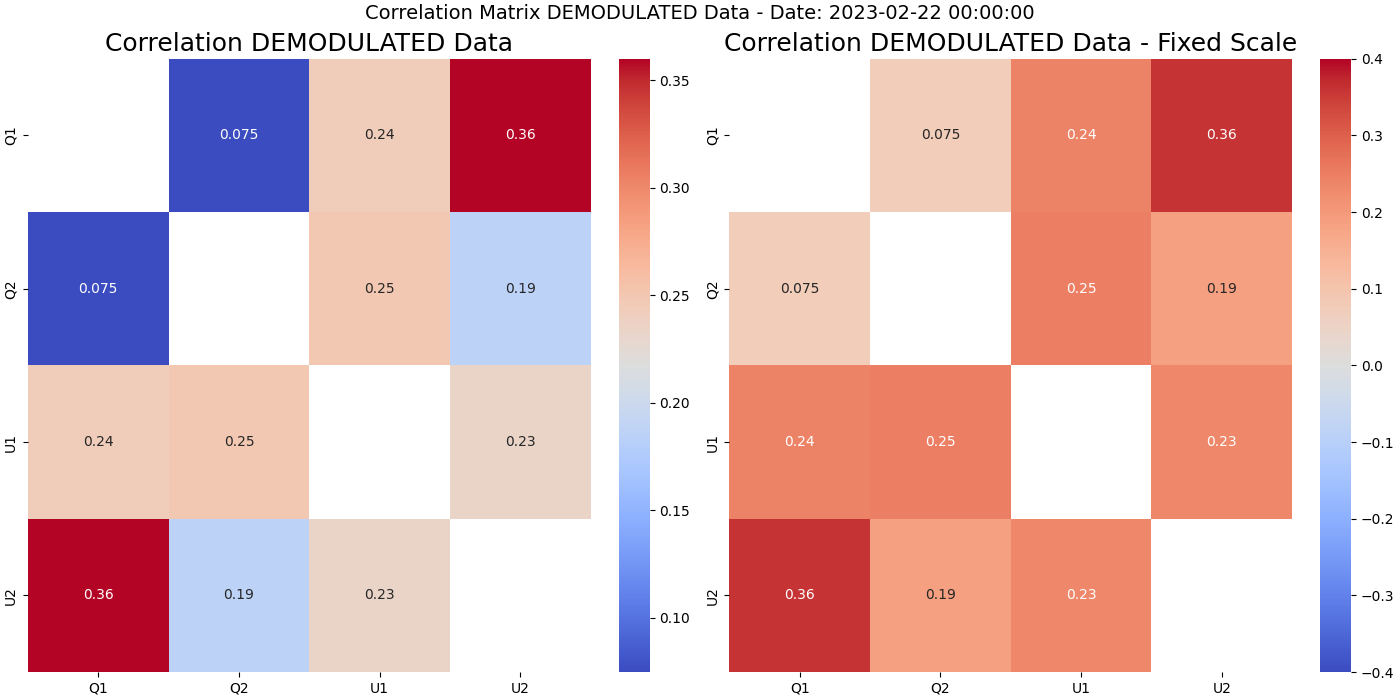 Correlation Matrix DEMODULATED Data - Date: 2023-02-22 00:00:00
Correlation DEMODULATED Data
Q1
0.075
0.24
0.36
Q2
0.075
0.25
0.19
U1
0.24
0.25
0.23
U2
0.36
0.19
0.23
Q1
Q2
U1
U2
0.35
0.30
0.25
0.20
0.15
0.10
Correlation DEMODULATED Data - Fixed Scale
Q1
0.075
0.24
0.36
Q2
0.075
0.25
0.19
U1
0.24
0.25
0.23
U2
0.36
0.19
0.23
Q1
Q2
U1
U2
0.4
0.3
0.2
0.1
0.0
−0.1
−0.2
−0.3
−0.4